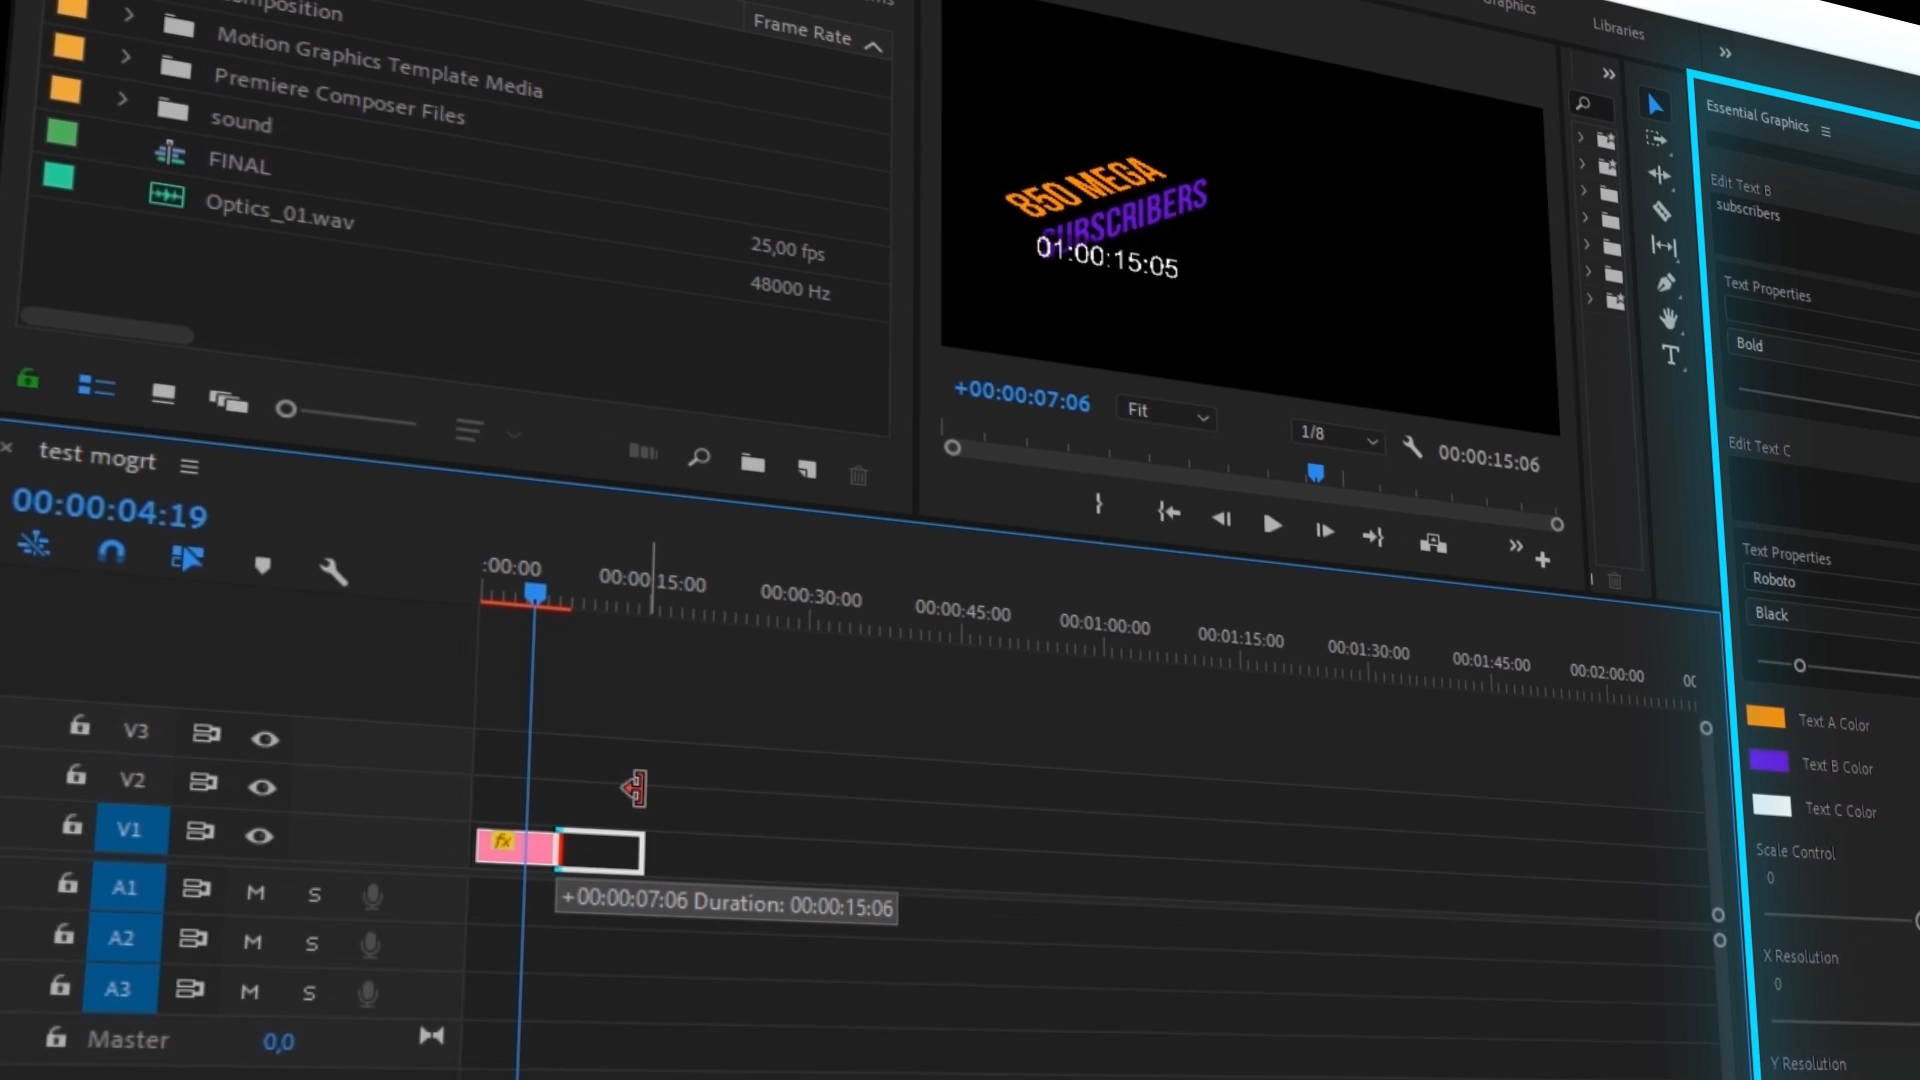 Frame Rate
Motion Graphics Template Media
Premiere Composer Files
sound
FINAL
Optics_01.wav
25,00 fps
48000 Hz
850 MEGA
SUBSCRIBERS
01:00:15:05
+00:00:07:06
Fit
1/8
00:00:15:06
Libraries
Essential Graphics
Edit Text B
subscribers
Text Properties
Bold
Edit Text C
Text Properties
Roboto
Black
Text A Color
Text B Color
Text C Color
Scale Control
0
X Resolution
0
Y Resolution
test mogrt
00:00:04:19
:00:00
00:00:15:00
00:00:30:00
00:00:45:00
00:01:00:00
00:01:15:00
00:01:30:00
00:01:45:00
00:02:00:00
V3
V2
V1
fx
+00:00:07:06 Duration: 00:00:15:06
A1
M
S
A2
M
S
A3
M
S
Master
0,0